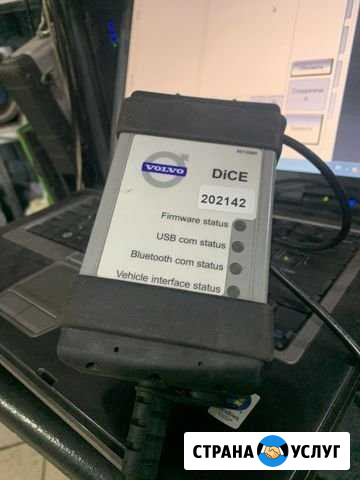 VOLVO
DiCE
202142
Firmware status
USB com status
Bluetooth com status
Vehicle interface status
СТРАНА УСЛУГ